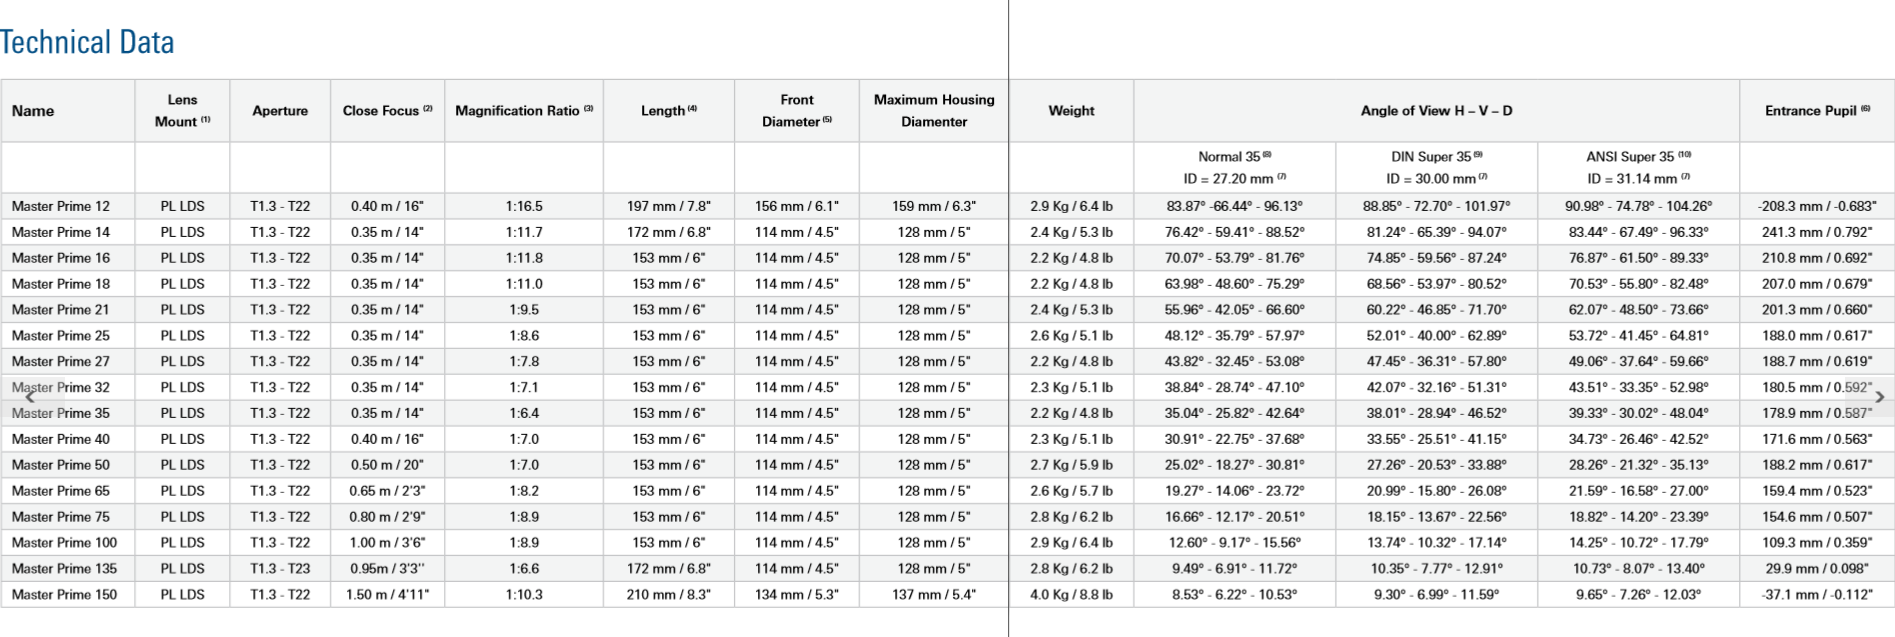 Technical Data
Name Lens Mount (1) Aperture Close Focus (2) Magnification Ratio (3) Length (4) Front Diameter (5) Maximum Housing Diamenter Weight Angle of View H – V – D Entrance Pupil (6)
Normal 35 (8) DIN Super 35 (9) ANSI Super 35 (10)
ID = 27.20 mm (7) ID = 30.00 mm (7) ID = 31.14 mm (7)
Master Prime 12 PL LDS T1.3 - T22 0.40 m / 16" 1:16.5 197 mm / 7.8" 156 mm / 6.1" 159 mm / 6.3" 2.9 Kg / 6.4 lb 83.87° -66.44° - 96.13° 88.85° - 72.70° - 101.97° 90.98° - 74.78° - 104.26° -208.3 mm / -0.683"
Master Prime 14 PL LDS T1.3 - T22 0.35 m / 14" 1:11.7 172 mm / 6.8" 114 mm / 4.5" 128 mm / 5" 2.4 Kg / 5.3 lb 76.42° - 59.41° - 88.52° 81.24° - 65.39° - 94.07° 83.44° - 67.49° - 96.33° 241.3 mm / 0.792"
Master Prime 16 PL LDS T1.3 - T22 0.35 m / 14" 1:11.8 153 mm / 6" 114 mm / 4.5" 128 mm / 5" 2.2 Kg / 4.8 lb 70.07° - 53.79° - 81.76° 74.85° - 59.56° - 87.24° 76.87° - 61.50° - 89.33° 210.8 mm / 0.692"
Master Prime 18 PL LDS T1.3 - T22 0.35 m / 14" 1:11.0 153 mm / 6" 114 mm / 4.5" 128 mm / 5" 2.2 Kg / 4.8 lb 63.98° - 48.60° - 75.29° 68.56° - 53.97° - 80.52° 70.53° - 55.80° - 82.48° 207.0 mm / 0.679"
Master Prime 21 PL LDS T1.3 - T22 0.35 m / 14" 1:9.5 153 mm / 6" 114 mm / 4.5" 128 mm / 5" 2.4 Kg / 5.3 lb 55.96° - 42.05° - 66.60° 60.22° - 46.85° - 71.70° 62.07° - 48.50° - 73.66° 201.3 mm / 0.660"
Master Prime 25 PL LDS T1.3 - T22 0.35 m / 14" 1:8.6 153 mm / 6" 114 mm / 4.5" 128 mm / 5" 2.6 Kg / 5.1 lb 48.12° - 35.79° - 57.97° 52.01° - 40.00° - 62.89° 53.72° - 41.45° - 64.81° 188.0 mm / 0.617"
Master Prime 27 PL LDS T1.3 - T22 0.35 m / 14" 1:7.8 153 mm / 6" 114 mm / 4.5" 128 mm / 5" 2.2 Kg / 4.8 lb 43.82° - 32.45° - 53.08° 47.45° - 36.31° - 57.80° 49.06° - 37.64° - 59.66° 188.7 mm / 0.619"
Master Prime 32 PL LDS T1.3 - T22 0.35 m / 14" 1:7.1 153 mm / 6" 114 mm / 4.5" 128 mm / 5" 2.3 Kg / 5.1 lb 38.84° - 28.74° - 47.10° 42.07° - 32.16° - 51.31° 43.51° - 33.35° - 52.98° 180.5 mm / 0.592"
Master Prime 35 PL LDS T1.3 - T22 0.35 m / 14" 1:6.4 153 mm / 6" 114 mm / 4.5" 128 mm / 5" 2.2 Kg / 4.8 lb 35.04° - 25.82° - 42.64° 38.01° - 28.94° - 46.52° 39.33° - 30.02° - 48.04° 178.9 mm / 0.587"
Master Prime 40 PL LDS T1.3 - T22 0.40 m / 16" 1:7.0 153 mm / 6" 114 mm / 4.5" 128 mm / 5" 2.3 Kg / 5.1 lb 30.91° - 22.75° - 37.68° 33.55° - 25.51° - 41.15° 34.73° - 26.46° - 42.52° 171.6 mm / 0.563"
Master Prime 50 PL LDS T1.3 - T22 0.50 m / 20" 1:7.0 153 mm / 6" 114 mm / 4.5" 128 mm / 5" 2.7 Kg / 5.9 lb 25.02° - 18.27° - 30.81° 27.26° - 20.53° - 33.88° 28.26° - 21.32° - 35.13° 188.2 mm / 0.617"
Master Prime 65 PL LDS T1.3 - T22 0.65 m / 2'3" 1:8.2 153 mm / 6" 114 mm / 4.5" 128 mm / 5" 2.6 Kg / 5.7 lb 19.27° - 14.06° - 23.72° 20.99° - 15.80° - 26.08° 21.59° - 16.58° - 27.00° 159.4 mm / 0.523"
Master Prime 75 PL LDS T1.3 - T22 0.80 m / 2'9" 1:8.9 153 mm / 6" 114 mm / 4.5" 128 mm / 5" 2.8 Kg / 6.2 lb 16.66° - 12.17° - 20.51° 18.15° - 13.67° - 22.56° 18.82° - 14.20° - 23.39° 154.6 mm / 0.507"
Master Prime 100 PL LDS T1.3 - T22 1.00 m / 3'6" 1:8.9 153 mm / 6" 114 mm / 4.5" 128 mm / 5" 2.9 Kg / 6.4 lb 12.60° - 9.17° - 15.56° 13.74° - 10.32° - 17.14° 14.25° - 10.72° - 17.79° 109.3 mm / 0.359"
Master Prime 135 PL LDS T1.3 - T23 0.95m / 3'3'' 1:6.6 172 mm / 6.8" 114 mm / 4.5" 128 mm / 5" 2.8 Kg / 6.2 lb 9.49° - 6.91° - 11.72° 10.35° - 7.77° - 12.91° 10.73° - 8.07° - 13.40° 29.9 mm / 0.098"
Master Prime 150 PL LDS T1.3 - T22 1.50 m / 4'11" 1:10.3 210 mm / 8.3" 134 mm / 5.3" 137 mm / 5.4" 4.0 Kg / 8.8 lb 8.53° - 6.22° - 10.53° 9.30° - 6.99° - 11.59° 9.65° - 7.26° - 12.03° -37.1 mm / -0.112"